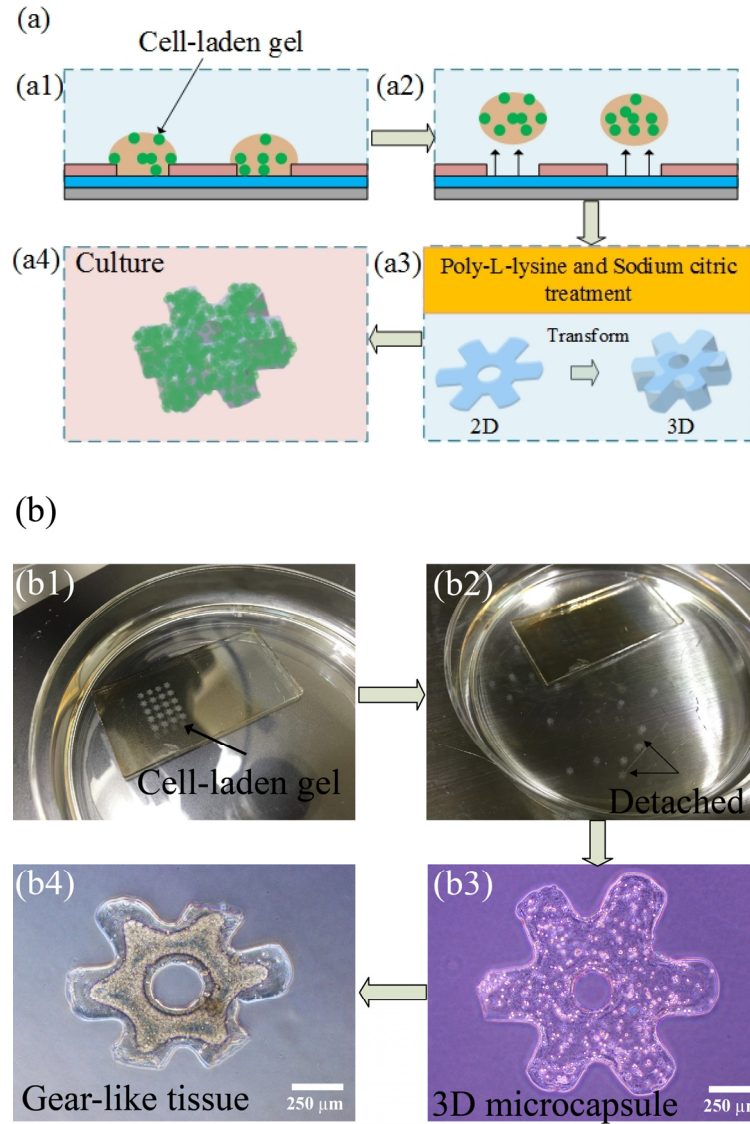 (a)
Cell-laden gel
(a1)
(a2)
(a4)
Culture
(a3)
Poly-L-lysine and Sodium citric
treatment
Transform
2D
3D
(b)
(b1)
Cell-laden gel
(b2)
Detached
(b4)
Gear-like tissue
250 μm
(b3)
3D microcapsule
250 μm